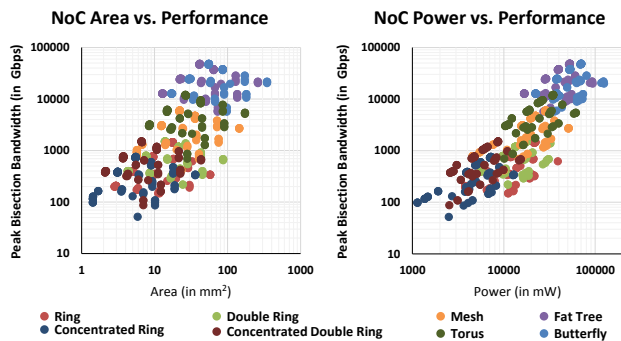 NoC Area vs. Performance
NoC Power vs. Performance
Peak Bisection Bandwidth (in Gbps)
100000
10000
1000
100
10
1
10
100
1000
Area (in mm²)
Peak Bisection Bandwidth (in Gbps)
100000
10000
1000
100
10
1000
10000
100000
Power (in mW)
Ring
Double Ring
Mesh
Fat Tree
Concentrated Ring
Concentrated Double Ring
Torus
Butterfly